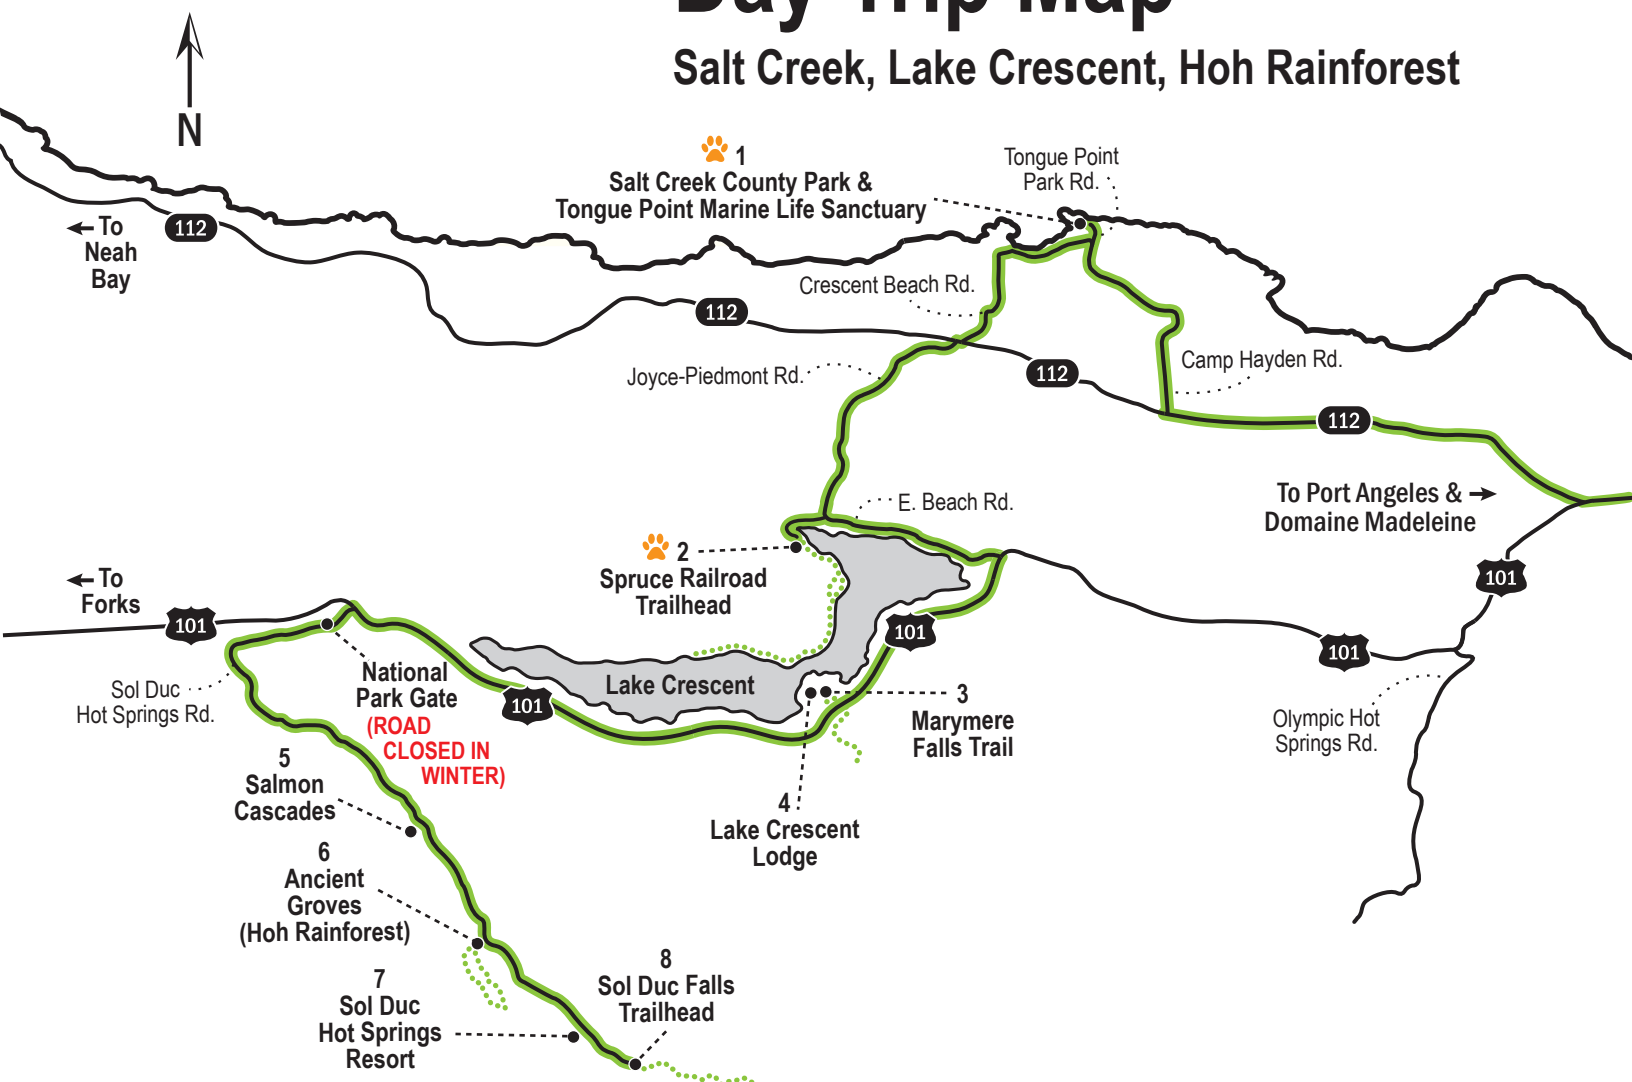 Day Trip Map
Salt Creek, Lake Crescent, Hoh Rainforest
N
1
Salt Creek County Park &
Tongue Point Marine Life Sanctuary
Tongue Point
Park Rd.
To
Neah
Bay
112
Crescent Beach Rd.
112
Joyce-Piedmont Rd.
112
Camp Hayden Rd.
112
To Port Angeles &
Domaine Madeleine
E. Beach Rd.
2
Spruce Railroad
Trailhead
To
Forks
101
101
101
101
National
Park Gate
(ROAD
CLOSED IN
WINTER)
Lake Crescent
101
Sol Duc
Hot Springs Rd.
3
Marymere
Falls Trail
Olympic Hot
Springs Rd.
4
Lake Crescent
Lodge
5
Salmon
Cascades
6
Ancient
Groves
(Hoh Rainforest)
7
Sol Duc
Hot Springs
Resort
8
Sol Duc Falls
Trailhead